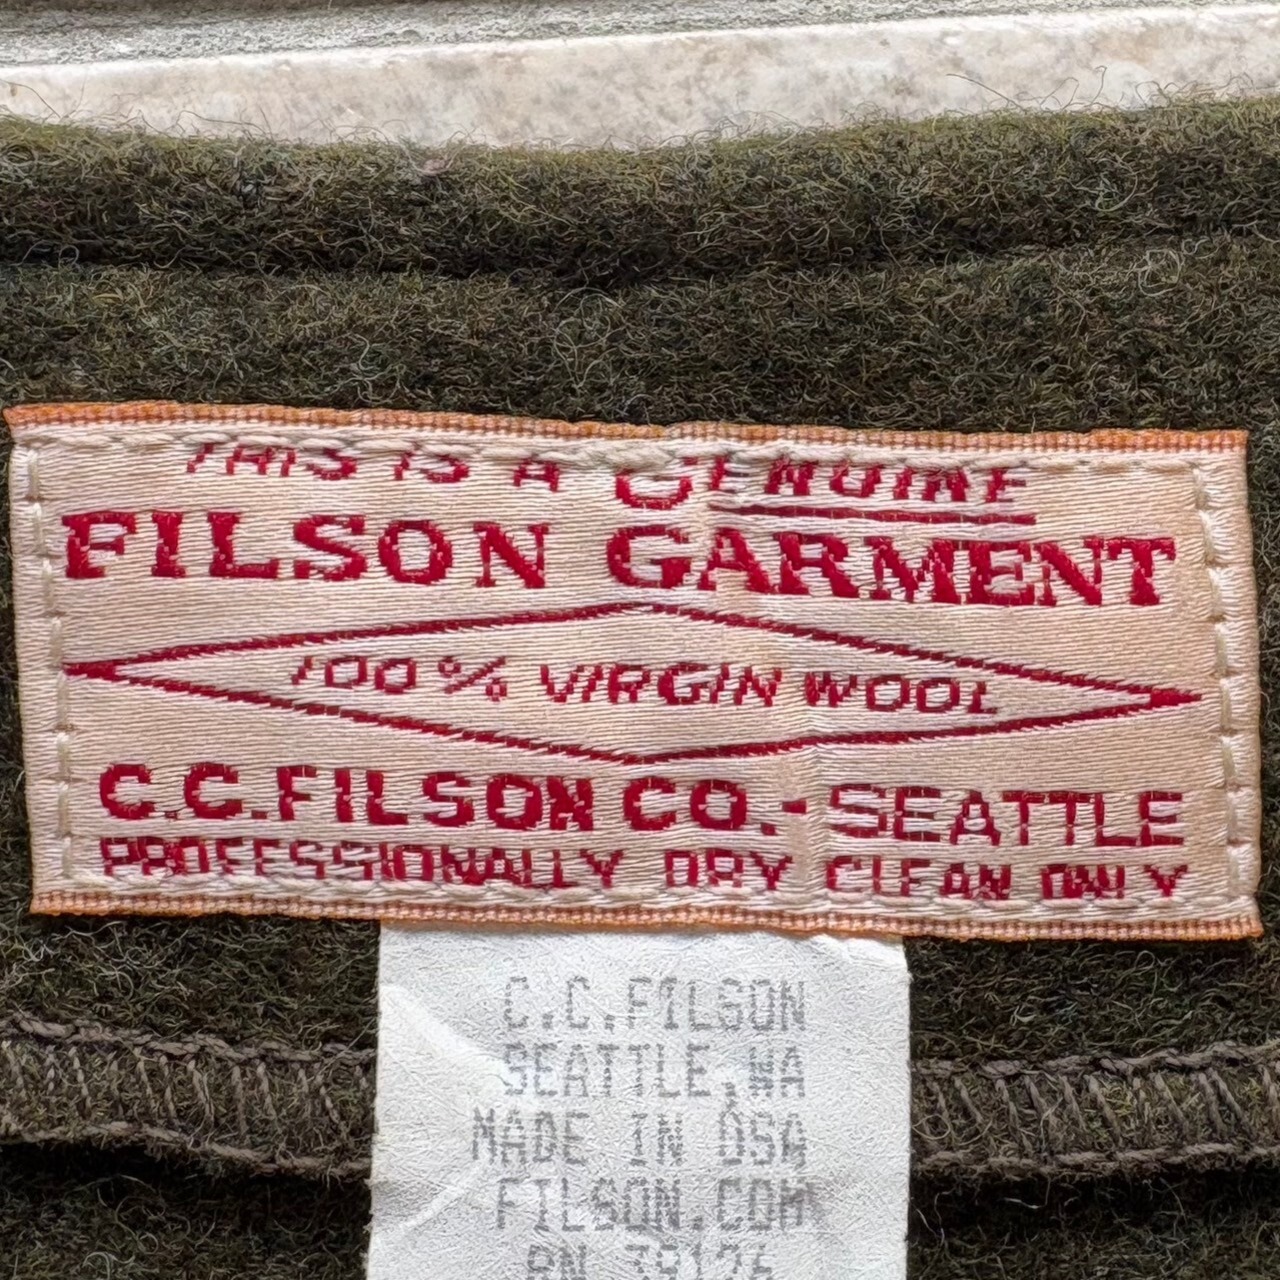 THIS IS A GENUINE
FILSON GARMENT
100% VIRGIN WOOL
C.C.FILSON CO.-SEATTLE
PROFESSIONALLY DRY CLEAN ONLY
C.C.FILSON
SEATTLE,WA
MADE IN USA
FILSON.COM
RN